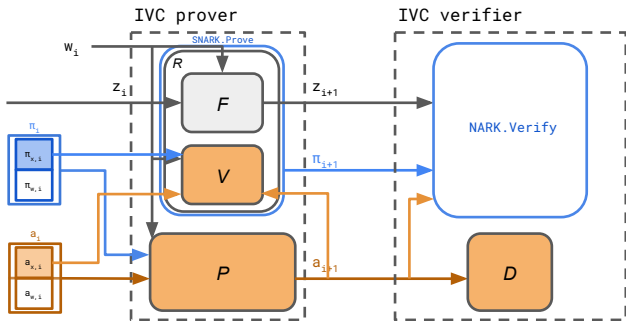 IVC prover
IVC verifier
SNARK.Prove
w_i
R
z_i
F
z_{i+1}
NARK.Verify
π_i
π_{x,i}
π_{w,i}
V
π_{i+1}
a_i
a_{x,i}
a_{w,i}
P
a_{i+1}
D